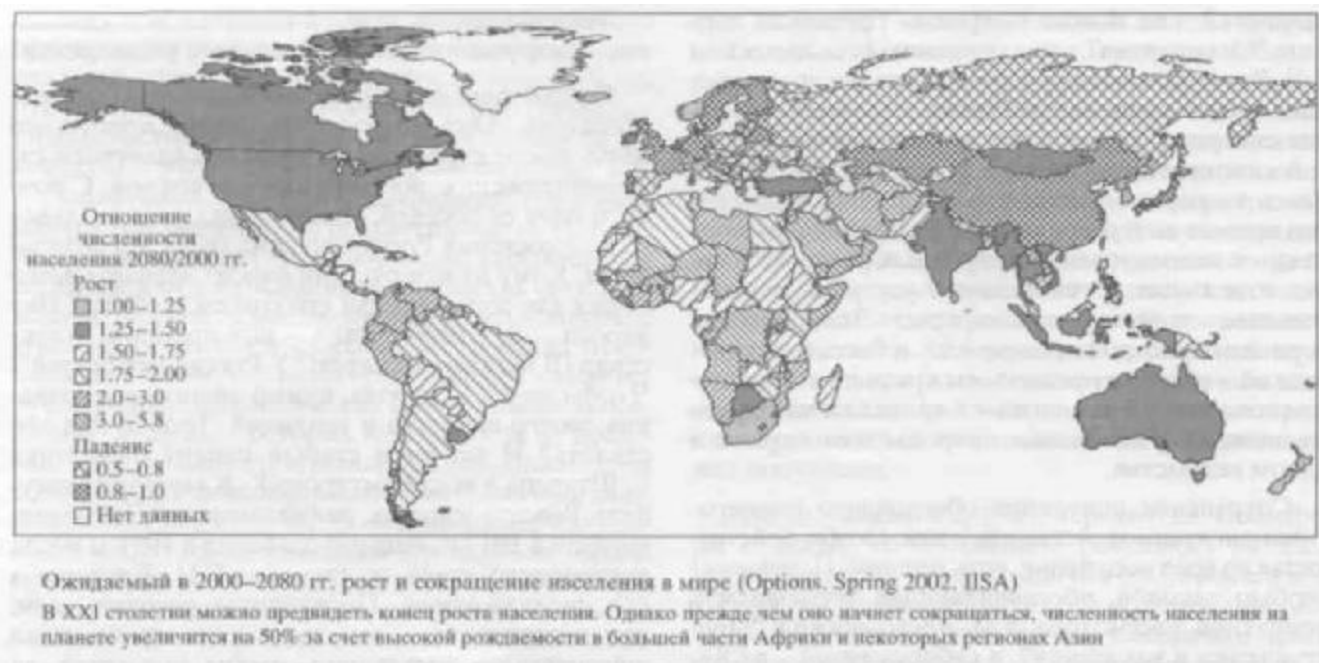 Отношение
численности
населения 2080/2000 гг.
Рост
1.00–1.25
1.25–1.50
1.50–1.75
1.75–2.00
2.0–3.0
3.0–5.8
Падение
0.5–0.8
0.8–1.0
Нет данных
Ожидаемый в 2000–2080 гг. рост и сокращение населения в мире (Options. Spring 2002. IISA)
В XXI столетии можно предвидеть конец роста населения. Однако прежде чем оно начнет сокращаться, численность населения на
планете увеличится на 50% за счет высокой рождаемости в большей части Африки и некоторых регионах Азии